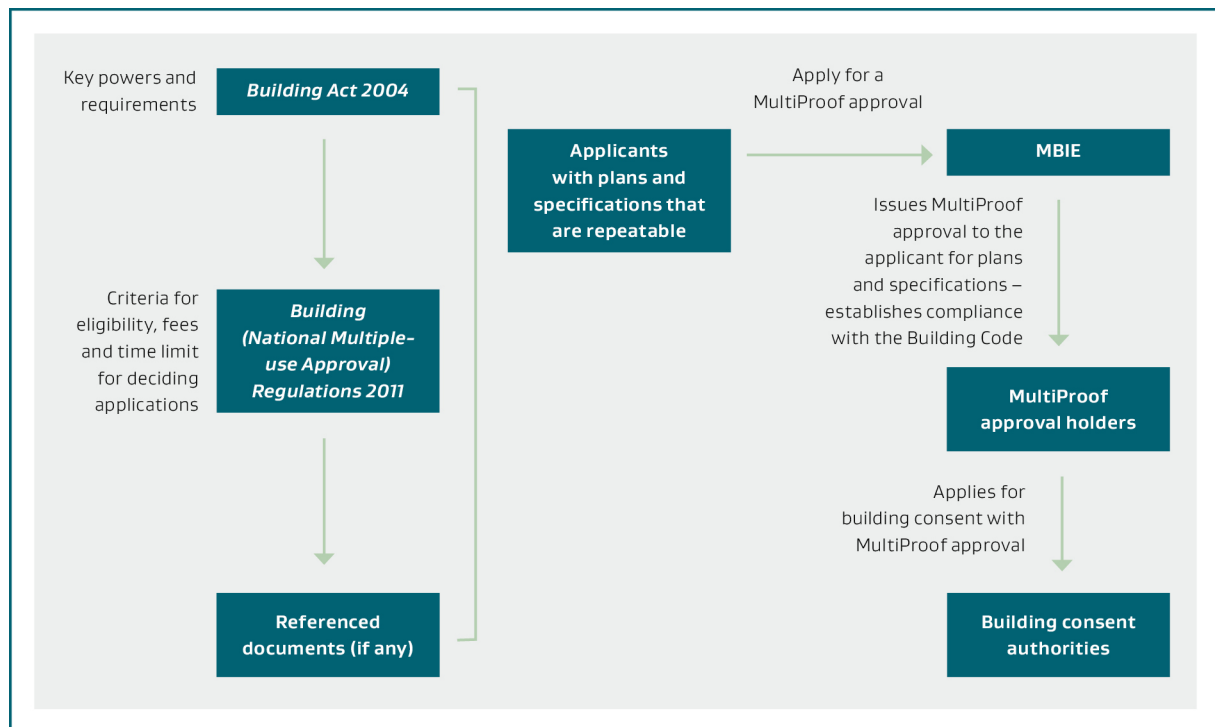 Key powers and
requirements
Building Act 2004
Criteria for
eligibility, fees
and time limit
for deciding
applications
Building
(National Multiple-
use Approval)
Regulations 2011
Referenced
documents (if any)
Applicants
with plans and
specifications that
are repeatable
Apply for a
MultiProof approval
MBIE
Issues MultiProof
approval to the
applicant for plans
and specifications –
establishes compliance
with the Building Code
MultiProof
approval holders
Applies for
building consent with
MultiProof approval
Building consent
authorities